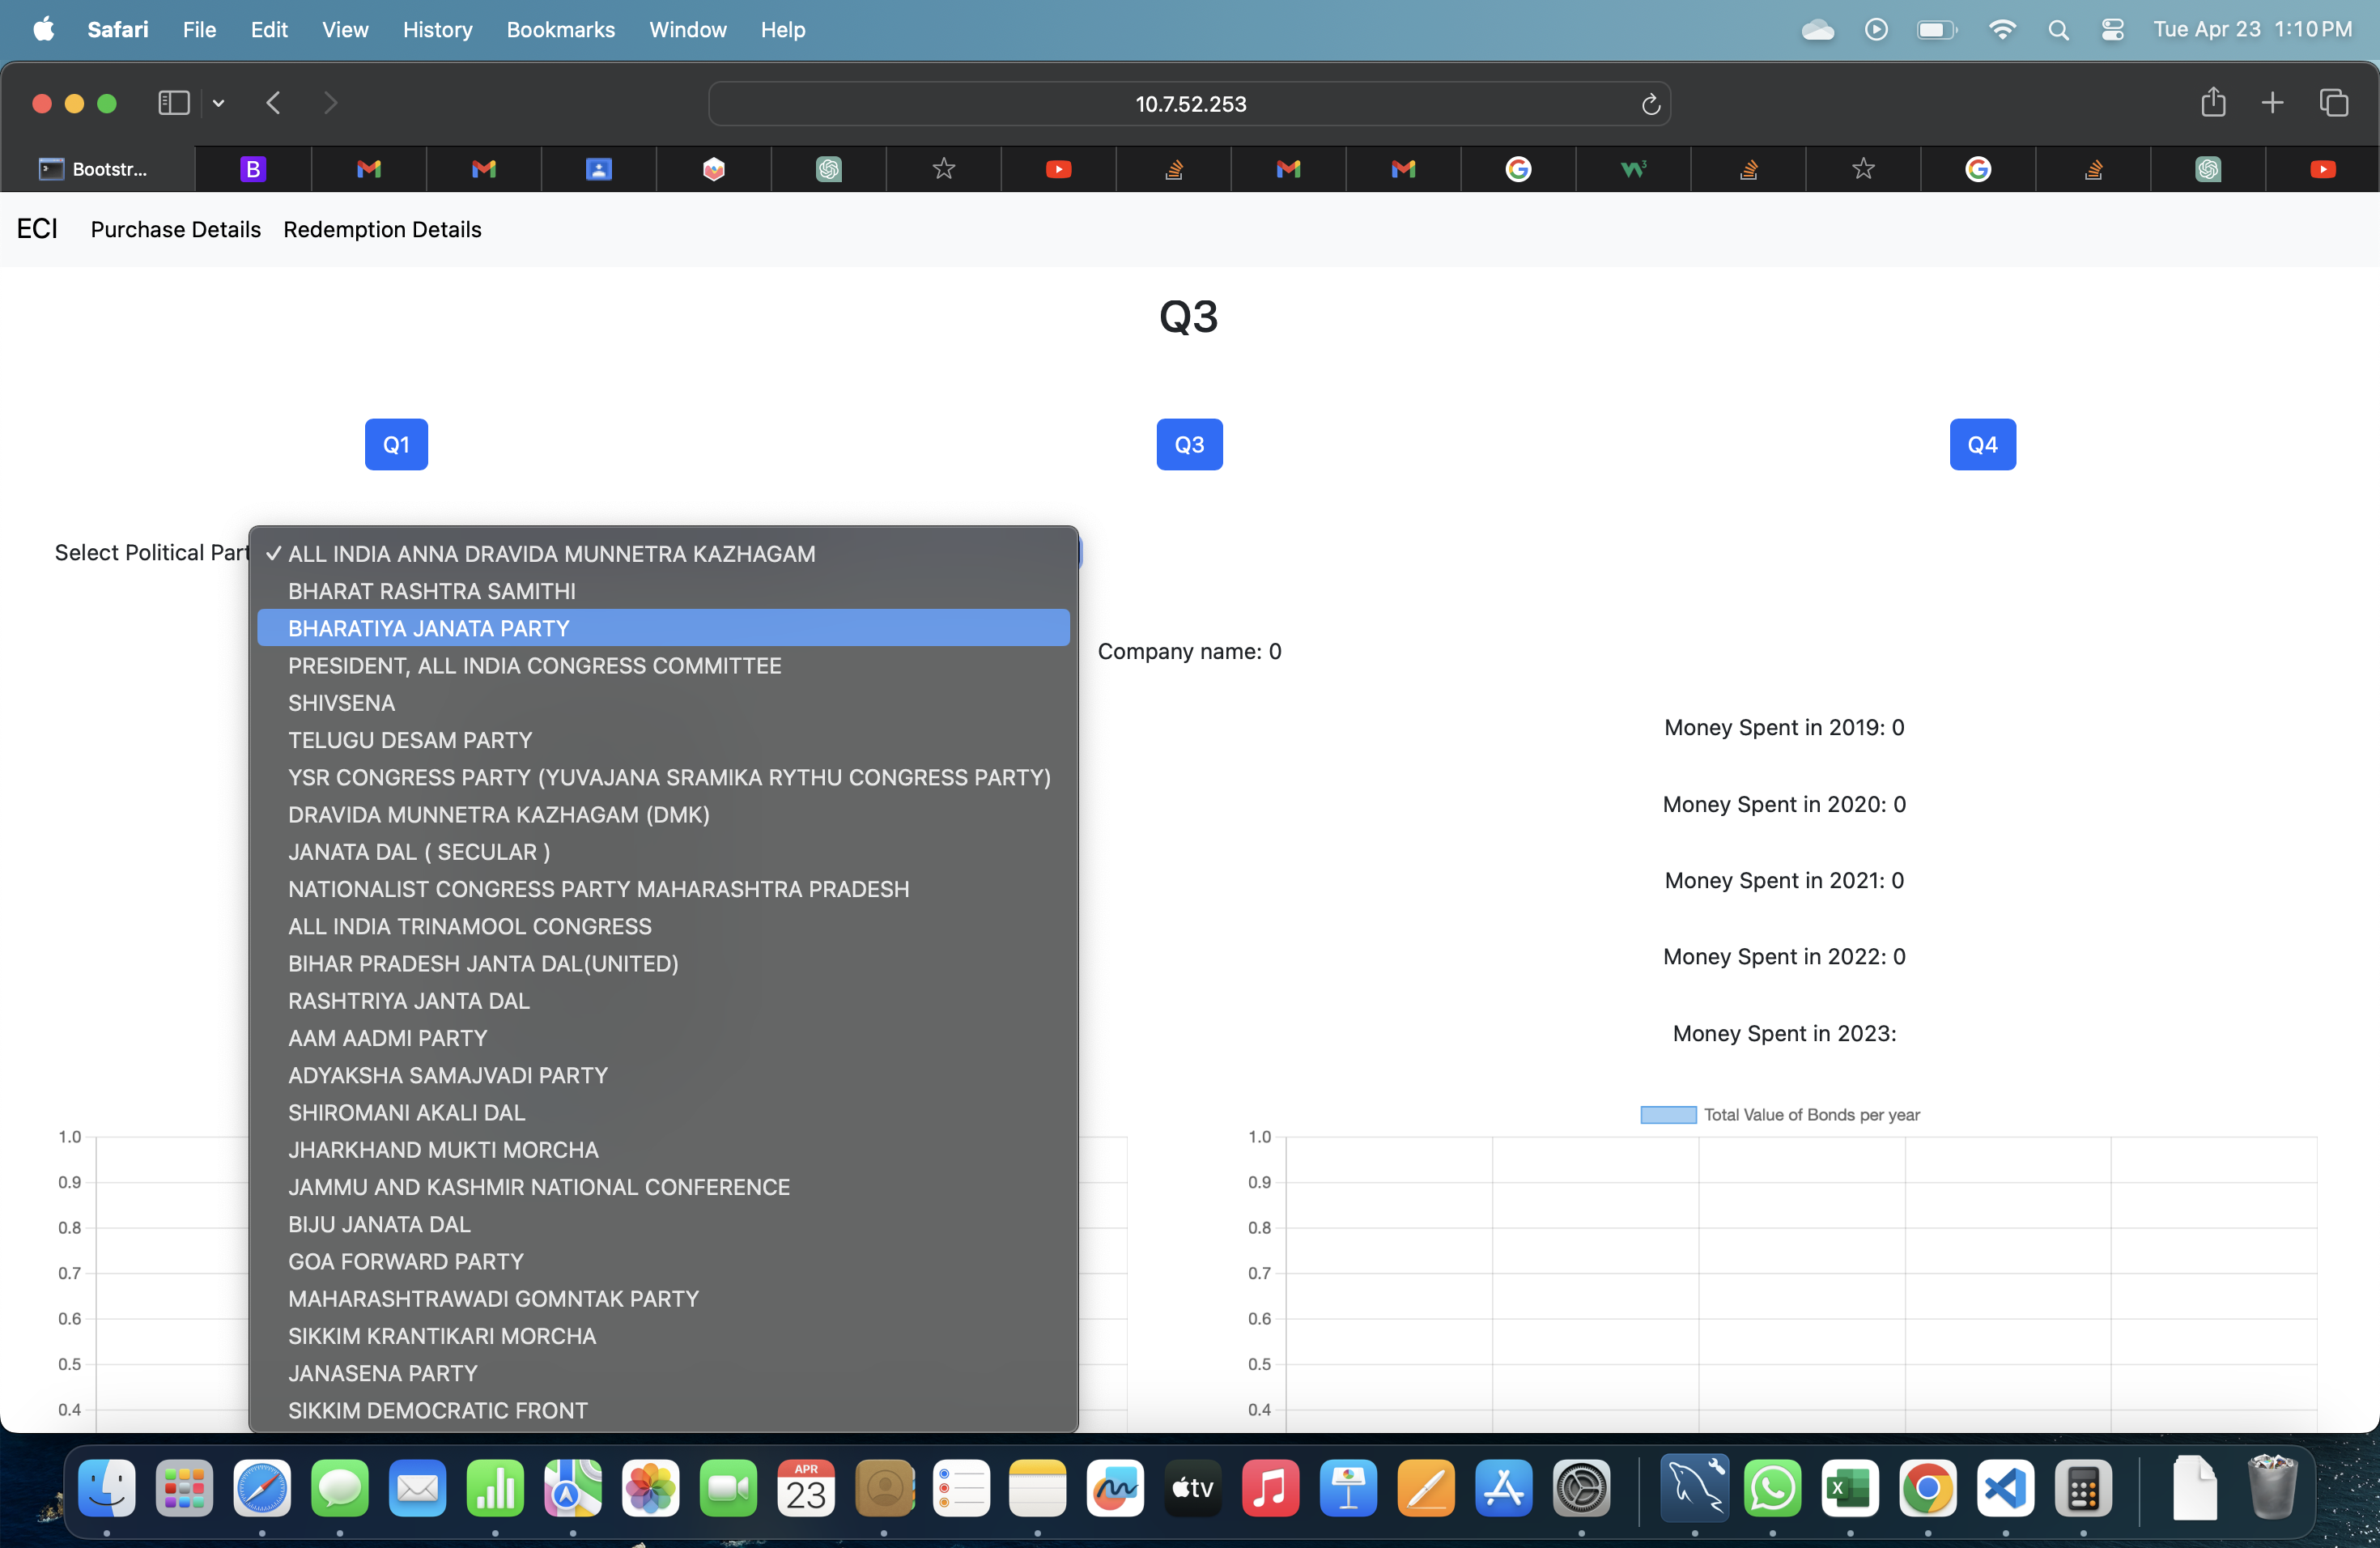 Safari File Edit View History Bookmarks Window Help Tue Apr 23 1:10 PM
10.7.52.253
Bootstr...
ECI Purchase Details Redemption Details
Q3
Q1 Q3 Q4
Select Political Part
ALL INDIA ANNA DRAVIDA MUNNETRA KAZHAGAM
BHARAT RASHTRA SAMITHI
BHARATIYA JANATA PARTY
PRESIDENT, ALL INDIA CONGRESS COMMITTEE
SHIVSENA
TELUGU DESAM PARTY
YSR CONGRESS PARTY (YUVAJANA SRAMIKA RYTHU CONGRESS PARTY)
DRAVIDA MUNNETRA KAZHAGAM (DMK)
JANATA DAL ( SECULAR )
NATIONALIST CONGRESS PARTY MAHARASHTRA PRADESH
ALL INDIA TRINAMOOL CONGRESS
BIHAR PRADESH JANTA DAL(UNITED)
RASHTRIYA JANTA DAL
AAM AADMI PARTY
ADYAKSHA SAMAJVADI PARTY
SHIROMANI AKALI DAL
JHARKHAND MUKTI MORCHA
JAMMU AND KASHMIR NATIONAL CONFERENCE
BIJU JANATA DAL
GOA FORWARD PARTY
MAHARASHTRAWADI GOMNTAK PARTY
SIKKIM KRANTIKARI MORCHA
JANASENA PARTY
SIKKIM DEMOCRATIC FRONT
Company name: 0
Money Spent in 2019: 0
Money Spent in 2020: 0
Money Spent in 2021: 0
Money Spent in 2022: 0
Money Spent in 2023:
Total Value of Bonds per year
1.0
0.9
0.8
0.7
0.6
0.5
0.4
1.0
0.9
0.8
0.7
0.6
0.5
0.4
APR
23
tv